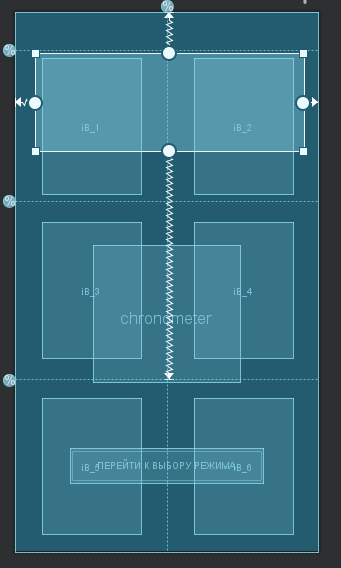 %
%
iB_1
iB_2
%
iB_3
iB_4
chronometer
%
iB_5
ПЕРЕЙТИ К ВЫБОРУ РЕЖИМА
iB_6